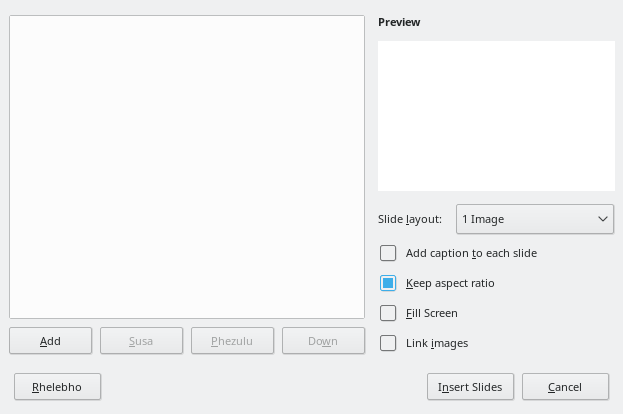 Preview
Slide layout:
1 Image
Add caption to each slide
Keep aspect ratio
Fill Screen
Link images
Add
Susa
Phezulu
Down
Rhelebho
Insert Slides
Cancel